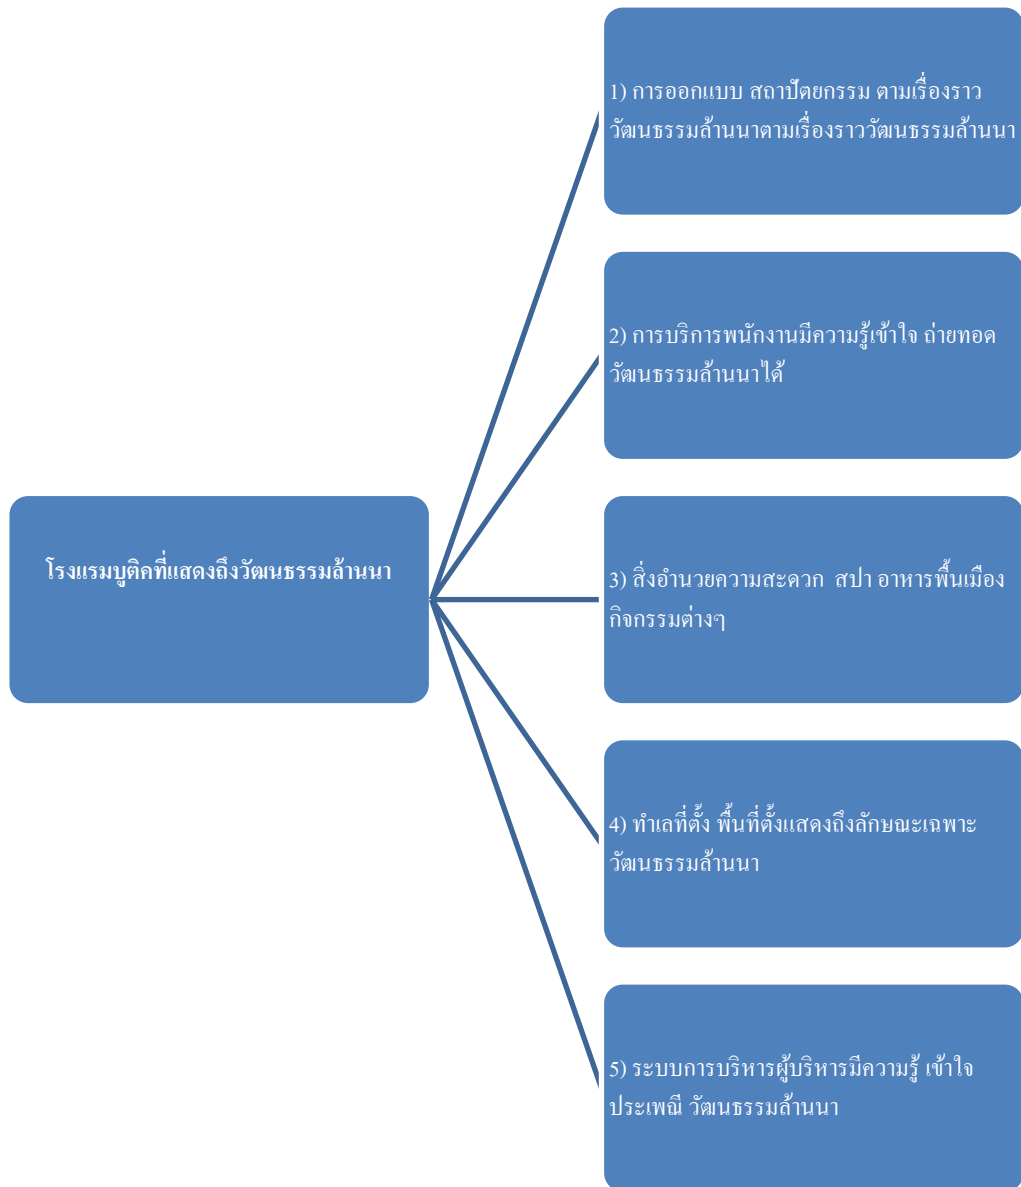 1) การออกแบบ สถาปัตยกรรม ตามเรื่องราว
วัฒนธรรมล้านนาตามเรื่องราววัฒนธรรมล้านนา
2) การบริการพนักงานมีความรู้เข้าใจ ถ่ายทอด
วัฒนธรรมล้านนาได้
โรงแรมบูติคที่แสดงถึงวัฒนธรรมล้านนา
3) สิ่งอำนวยความสะดวก สปา อาหารพื้นเมือง
กิจกรรมต่างๆ
4) ทำเลที่ตั้ง พื้นที่ตั้งแสดงถึงลักษณะเฉพาะ
วัฒนธรรมล้านนา
5) ระบบการบริหารผู้บริหารมีความรู้ เข้าใจ
ประเพณี วัฒนธรรมล้านนา